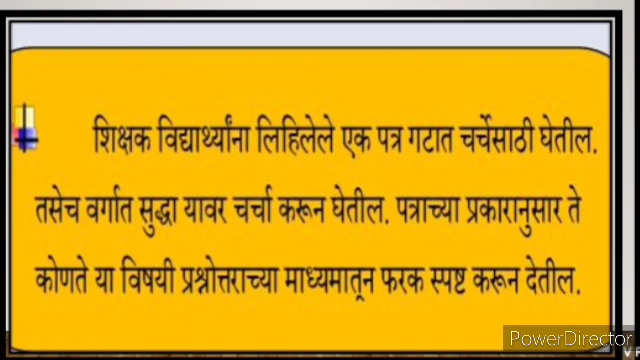 शिक्षक विद्यार्थ्यांना लिहिलेले एक पत्र गटात चर्चेसाठी घेतील.
तसेच वर्गात सुद्धा यावर चर्चा करून घेतील. पत्राच्या प्रकारानुसार ते
कोणते या विषयी प्रश्नोत्तराच्या माध्यमातून फरक स्पष्ट करून देतील.
PowerDirector